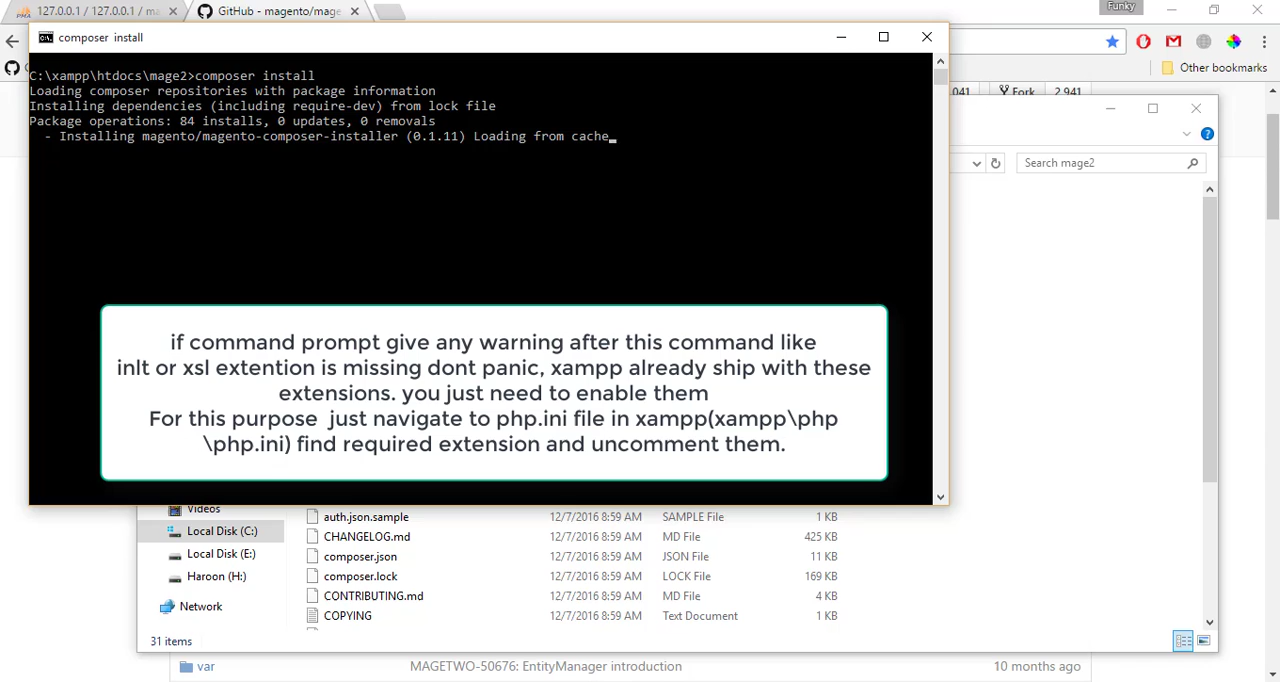 127.0.0.1 / 127.0.0.1 / ma
GitHub - magento/mage
Funky
composer  install
Other bookmarks
C:\xampp\htdocs\mage2>composer install
Loading composer repositories with package information
Installing dependencies (including require-dev) from lock file
Package operations: 84 installs, 0 updates, 0 removals
- Installing magento/magento-composer-installer (0.1.11) Loading from cache
041
Fork
2,941
Search mage2
if command prompt give any warning after this command like
inlt or xsl extention is missing dont panic, xampp already ship with these
extensions. you just need to enable them
For this purpose  just navigate to php.ini file in xampp(xampp\php
\php.ini) find required extension and uncomment them.
Videos
Local Disk (C:)
Local Disk (E:)
Haroon (H:)
Network
auth.json.sample 12/7/2016 8:59 AM SAMPLE File 1 KB
CHANGELOG.md 12/7/2016 8:59 AM MD File 425 KB
composer.json 12/7/2016 8:59 AM JSON File 11 KB
composer.lock 12/7/2016 8:59 AM LOCK File 169 KB
CONTRIBUTING.md 12/7/2016 8:59 AM MD File 4 KB
COPYING 12/7/2016 8:59 AM Text Document 1 KB
31 items
var MAGETWO-50676: EntityManager introduction 10 months ago